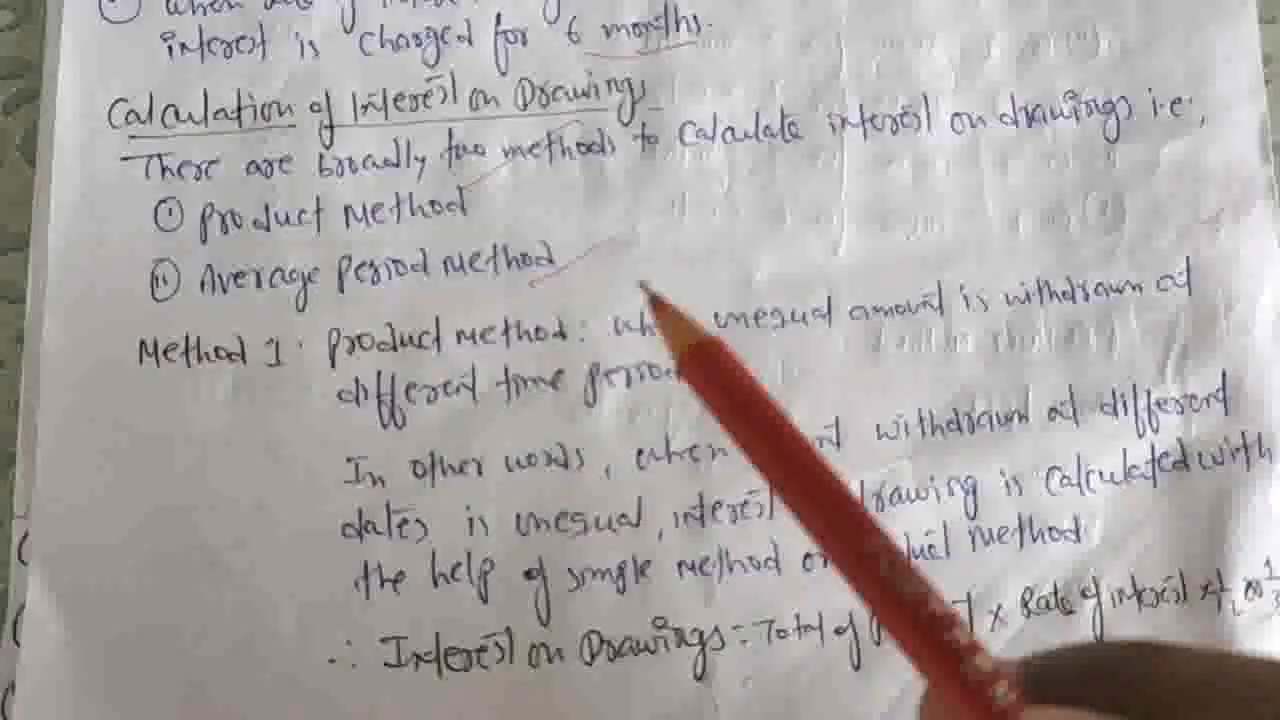 interest is charged for 6 months.
Calculation of Interest on Drawings
There are broadly two methods to calculate interest on drawings i.e;
(i) Product Method
(ii) Average Period Method
Method 1: Product method: unequal amount is withdrawn at
different time
In other words, when withdrawn at different
dates is unequal, interest drawing is calculated with
the help of simple method or method
∴ Interest on Drawings = Total of × Rate of interest ×